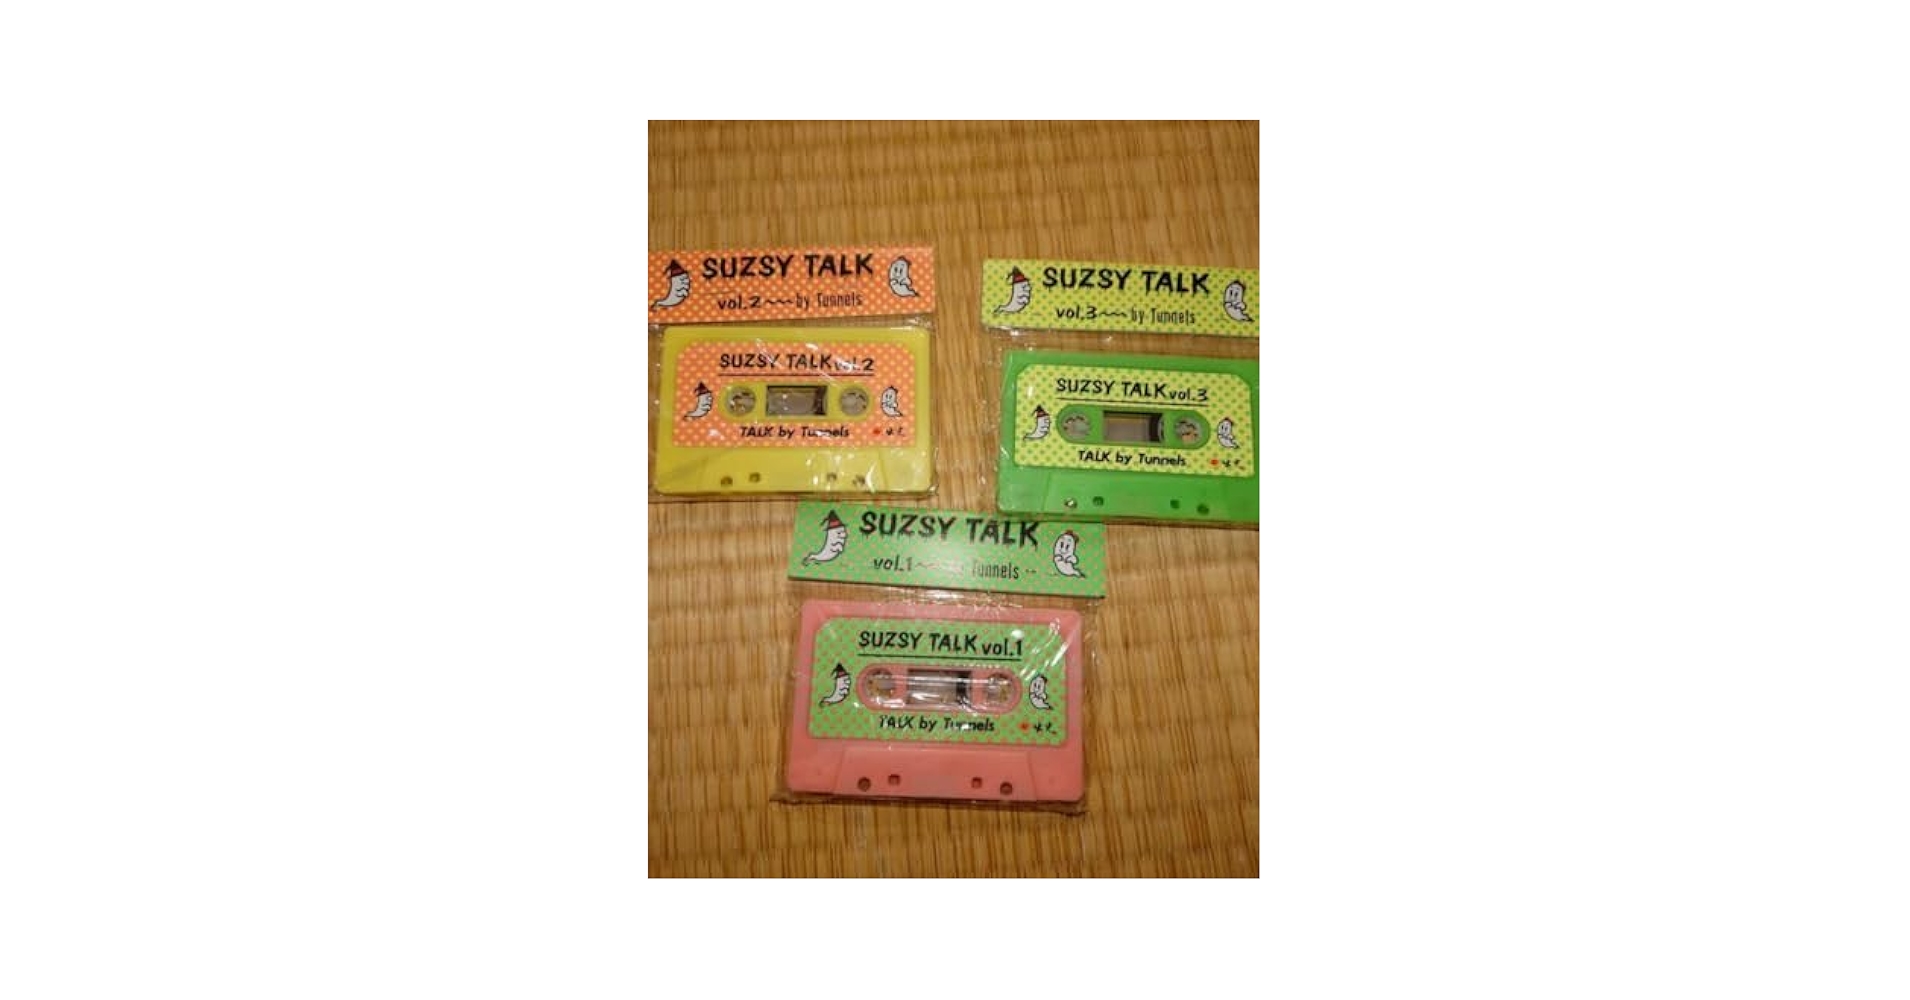 SUZSY TALK
vol.2~~~by Tunnels
SUZSY TALK vol.2
TALK by Tunnels
SUZSY TALK
vol.3~~~by Tunnels
SUZSY TALK vol.3
TALK by Tunnels
SUZSY TALK
vol.1~~~by Tunnels
SUZSY TALK vol.1
TALK by Tunnels